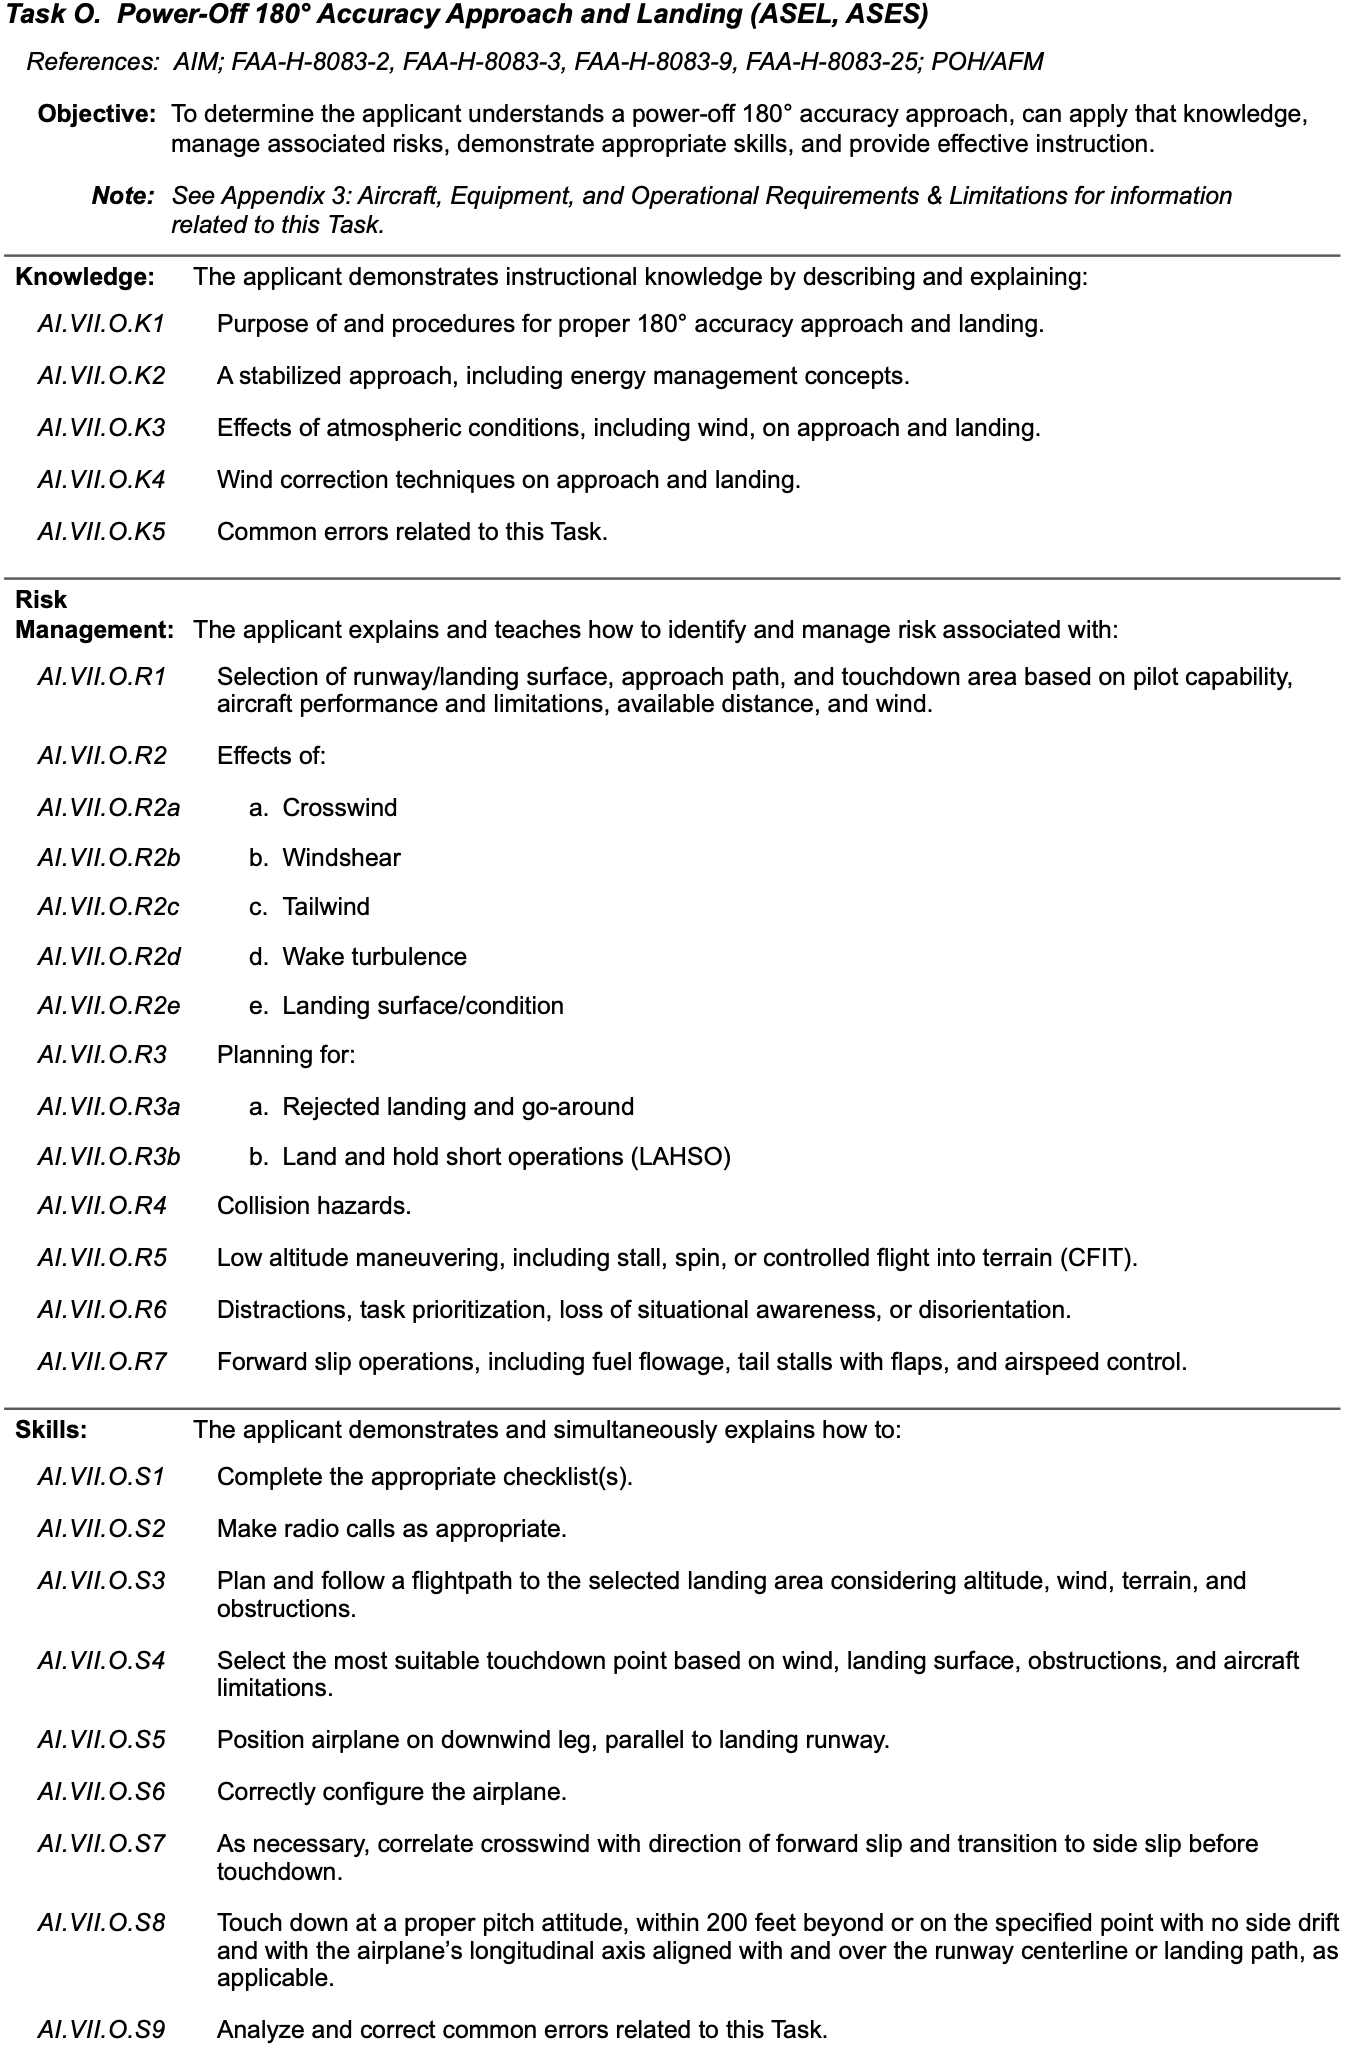 Task O. Power-Off 180° Accuracy Approach and Landing (ASEL, ASES)
References: AIM; FAA-H-8083-2, FAA-H-8083-3, FAA-H-8083-9, FAA-H-8083-25; POH/AFM
Objective: To determine the applicant understands a power-off 180° accuracy approach, can apply that knowledge,
manage associated risks, demonstrate appropriate skills, and provide effective instruction.
Note: See Appendix 3: Aircraft, Equipment, and Operational Requirements & Limitations for information
related to this Task.
Knowledge: The applicant demonstrates instructional knowledge by describing and explaining:
AI.VII.O.K1 Purpose of and procedures for proper 180° accuracy approach and landing.
AI.VII.O.K2 A stabilized approach, including energy management concepts.
AI.VII.O.K3 Effects of atmospheric conditions, including wind, on approach and landing.
AI.VII.O.K4 Wind correction techniques on approach and landing.
AI.VII.O.K5 Common errors related to this Task.
Risk
Management: The applicant explains and teaches how to identify and manage risk associated with:
AI.VII.O.R1 Selection of runway/landing surface, approach path, and touchdown area based on pilot capability,
aircraft performance and limitations, available distance, and wind.
AI.VII.O.R2 Effects of:
AI.VII.O.R2a a. Crosswind
AI.VII.O.R2b b. Windshear
AI.VII.O.R2c c. Tailwind
AI.VII.O.R2d d. Wake turbulence
AI.VII.O.R2e e. Landing surface/condition
AI.VII.O.R3 Planning for:
AI.VII.O.R3a a. Rejected landing and go-around
AI.VII.O.R3b b. Land and hold short operations (LAHSO)
AI.VII.O.R4 Collision hazards.
AI.VII.O.R5 Low altitude maneuvering, including stall, spin, or controlled flight into terrain (CFIT).
AI.VII.O.R6 Distractions, task prioritization, loss of situational awareness, or disorientation.
AI.VII.O.R7 Forward slip operations, including fuel flowage, tail stalls with flaps, and airspeed control.
Skills: The applicant demonstrates and simultaneously explains how to:
AI.VII.O.S1 Complete the appropriate checklist(s).
AI.VII.O.S2 Make radio calls as appropriate.
AI.VII.O.S3 Plan and follow a flightpath to the selected landing area considering altitude, wind, terrain, and
obstructions.
AI.VII.O.S4 Select the most suitable touchdown point based on wind, landing surface, obstructions, and aircraft
limitations.
AI.VII.O.S5 Position airplane on downwind leg, parallel to landing runway.
AI.VII.O.S6 Correctly configure the airplane.
AI.VII.O.S7 As necessary, correlate crosswind with direction of forward slip and transition to side slip before
touchdown.
AI.VII.O.S8 Touch down at a proper pitch attitude, within 200 feet beyond or on the specified point with no side drift
and with the airplane’s longitudinal axis aligned with and over the runway centerline or landing path, as
applicable.
AI.VII.O.S9 Analyze and correct common errors related to this Task.